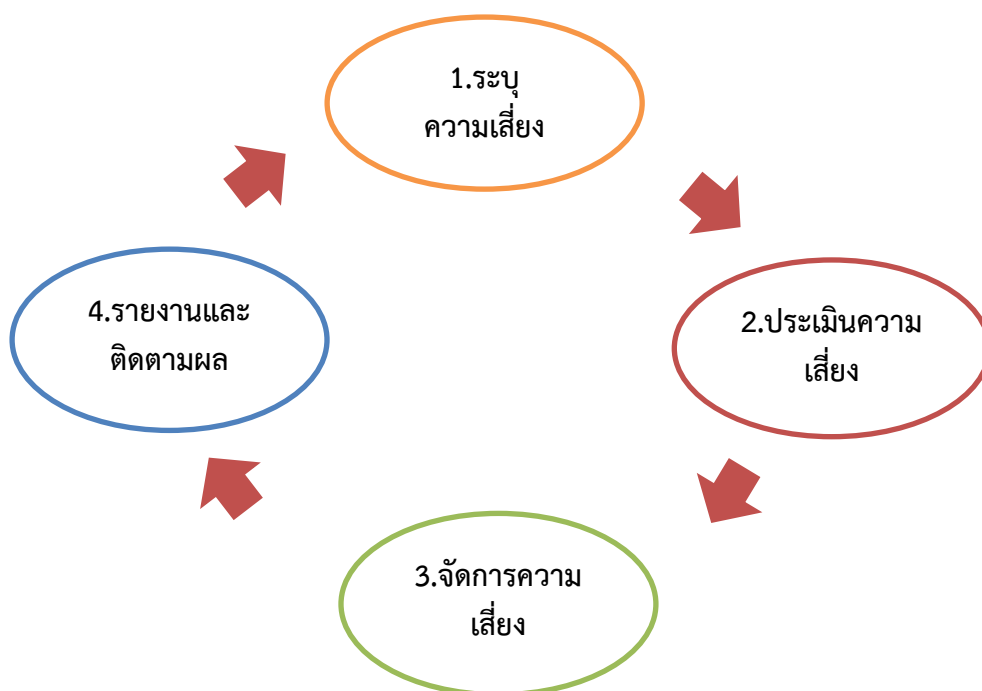 1.ระบุ
ความเสี่ยง
2.ประเมินความ
เสี่ยง
3.จัดการความ
เสี่ยง
4.รายงานและ
ติดตามผล